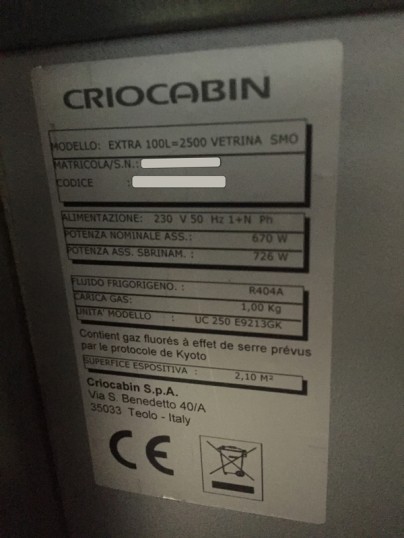 CRIOCABIN
MODELLO: EXTRA 100L=2500 VETRINA SMO
MATRICOLA/S.N.:
CODICE :
ALIMENTAZIONE: 230 V 50 Hz 1+N Ph
POTENZA NOMINALE ASS.: 670 W
POTENZA ASS. SBRINAM. : 726 W
FLUIDO FRIGORIGENO. : R404A
CARICA GAS: 1,00 Kg
UNITA' MODELLO : UC 250 E9213GK
Contient gaz fluorés à effet de serre prévus
par le protocole de Kyoto
SUPERFICE ESPOSITIVA : 2,10 M²
Criocabin S.p.A.
Via S. Benedetto 40/A
35033 Teolo - Italy
CE